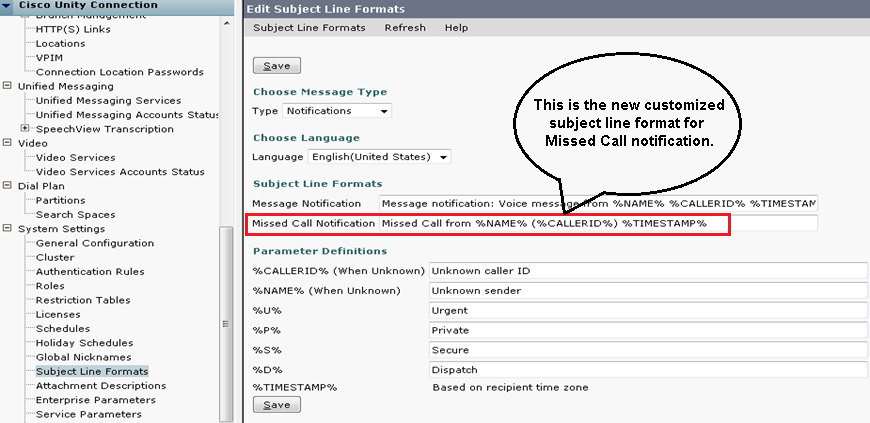 Cisco Unity Connection
Branch Management
HTTP(S) Links
Locations
VPIM
Connection Location Passwords
Unified Messaging
Unified Messaging Services
Unified Messaging Accounts Status
SpeechView Transcription
Video
Video Services
Video Services Accounts Status
Dial Plan
Partitions
Search Spaces
System Settings
General Configuration
Cluster
Authentication Rules
Roles
Restriction Tables
Licenses
Schedules
Holiday Schedules
Global Nicknames
Subject Line Formats
Attachment Descriptions
Enterprise Parameters
Service Parameters
Edit Subject Line Formats
Subject Line Formats Refresh Help
Save
Choose Message Type
Type Notifications
Choose Language
Language English(United States)
This is the new customized
subject line format for
Missed Call notification.
Subject Line Formats
Message Notification Message notification: Voice message from %NAME% %CALLERID% %TIMESTAM
Missed Call Notification Missed Call from %NAME% (%CALLERID%) %TIMESTAMP%
Parameter Definitions
%CALLERID% (When Unknown) Unknown caller ID
%NAME% (When Unknown) Unknown sender
%U% Urgent
%P% Private
%S% Secure
%D% Dispatch
%TIMESTAMP% Based on recipient time zone
Save